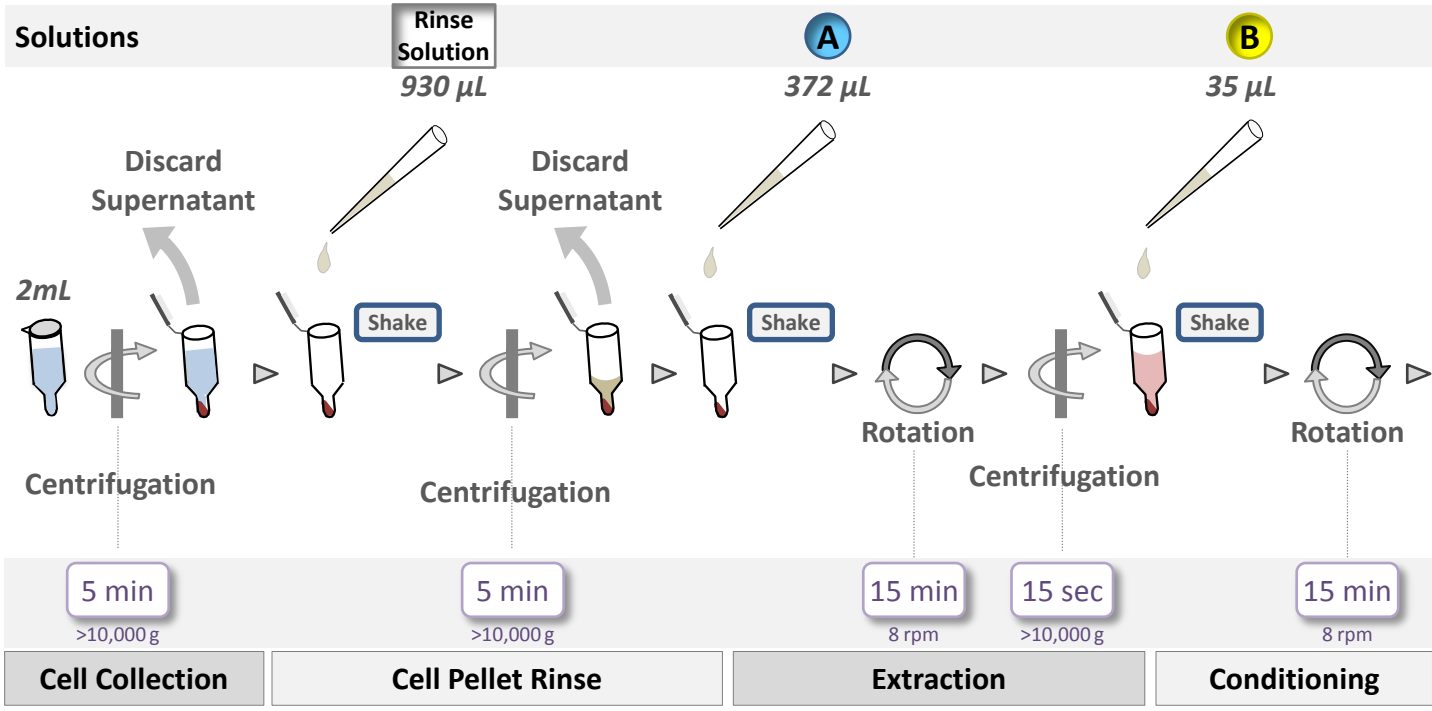 Solutions
Rinse
Solution
A
B
930 µL
372 µL
35 µL
Discard
Supernatant
Discard
Supernatant
2mL
Shake
Shake
Shake
Rotation
Rotation
Centrifugation
Centrifugation
Centrifugation
5 min
5 min
15 min
15 sec
15 min
>10,000 g
>10,000 g
8 rpm
>10,000 g
8 rpm
Cell Collection
Cell Pellet Rinse
Extraction
Conditioning